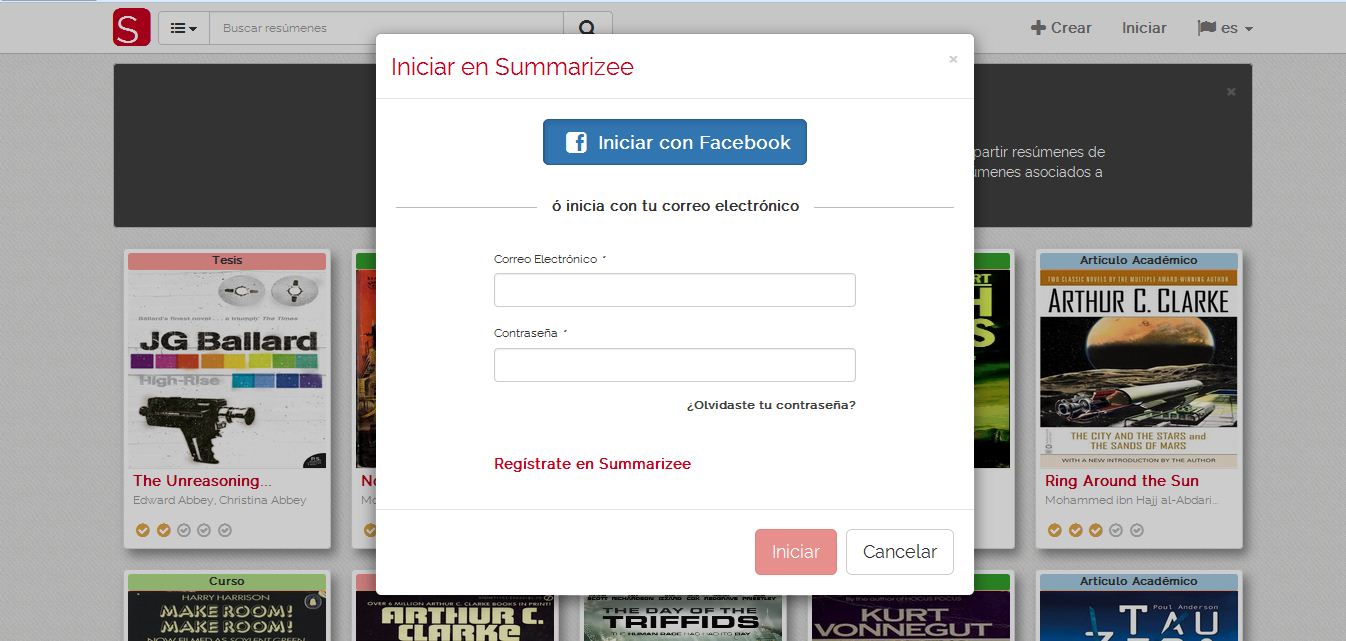 S
Buscar resúmenes
Crear
Iniciar
es
Iniciar en Summarizee
×
×
Iniciar con Facebook
partir resúmenes de
úmenes asociados a
ó inicia con tu correo electrónico
Correo Electrónico *
Contraseña *
¿Olvidaste tu contraseña?
Regístrate en Summarizee
Iniciar
Cancelar
Tesis
Ballard's finest novel . . . a triumph' The Times
JG Ballard
High-Rise
P.S.
The Unreasoning...
Edward Abbey, Christina Abbey
No
Mo
RT
S
Artículo Académico
TWO CLASSIC NOVELS BY THE MULTIPLE AWARD-WINNING AUTHOR
ARTHUR C. CLARKE
THE CITY AND THE STARS and
THE SANDS OF MARS
WITH A NEW INTRODUCTION BY THE AUTHOR
Ring Around the Sun
Mohammed ibn Hajj al-Abdari...
Curso
HARRY HARRISON
MAKE ROOM!
MAKE ROOM!
NOW FILMED AS SOYLENT GREEN
OVER 6 MILLION ARTHUR C. CLARKE BOOKS IN PRINT!
ARTHUR C.
CLARKE
THE DAY OF THE
TRIFFIDS
THE HUMAN RACE HAD HAD ITS DAY
By the author of HOCUS POCUS
KURT
VONNEGUT
Artículo Académico
Poul Anderson
TAU